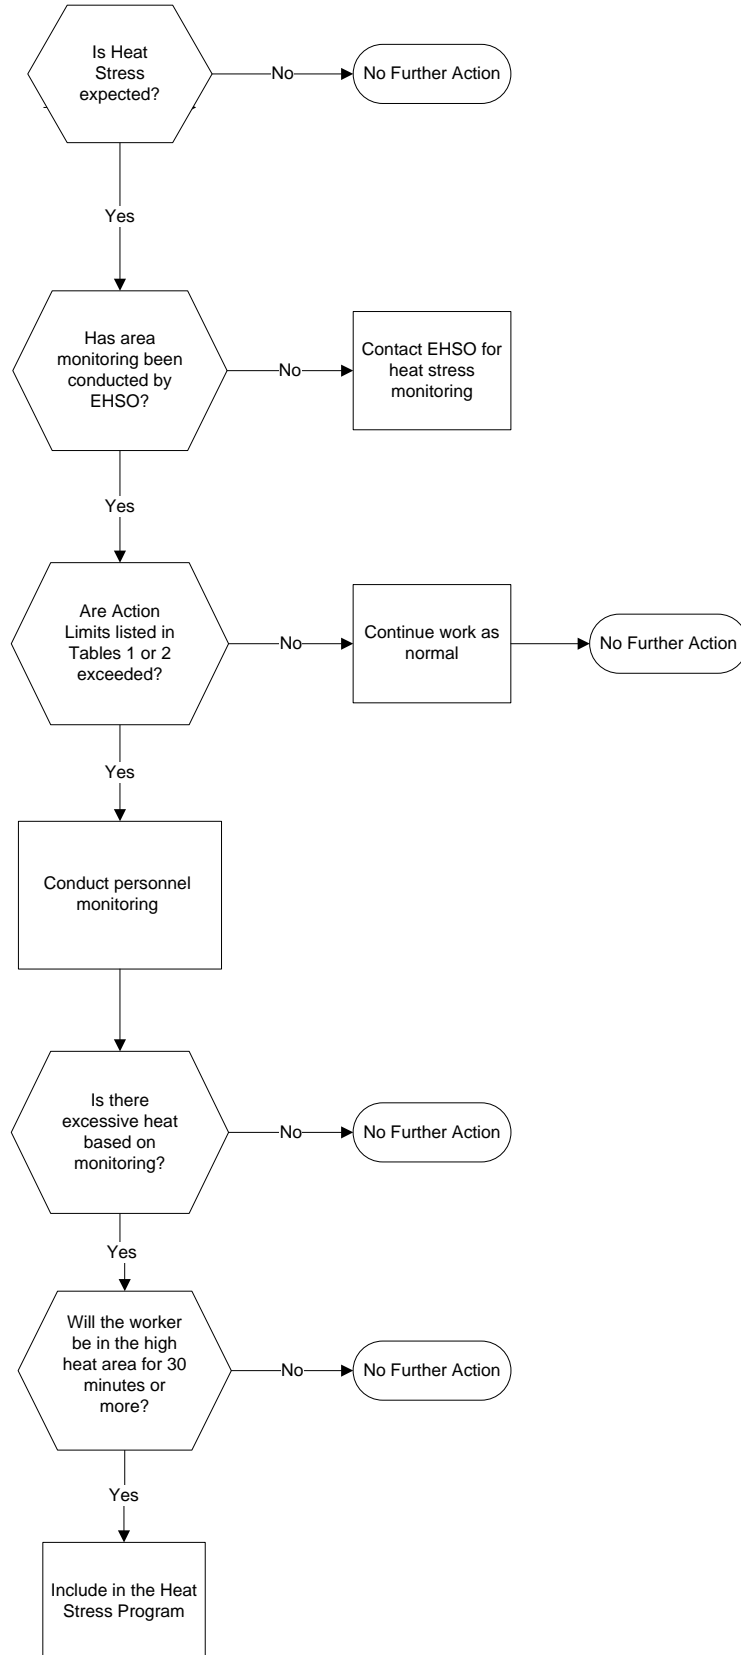 Is Heat
Stress
expected?
No
No Further Action
Yes
Has area
monitoring been
conducted by
EHSO?
No
Contact EHSO for
heat stress
monitoring
Yes
Are Action
Limits listed in
Tables 1 or 2
exceeded?
No
Continue work as
normal
No Further Action
Yes
Conduct personnel
monitoring
Is there
excessive heat
based on
monitoring?
No
No Further Action
Yes
Will the worker
be in the high
heat area for 30
minutes or
more?
No
No Further Action
Yes
Include in the Heat
Stress Program